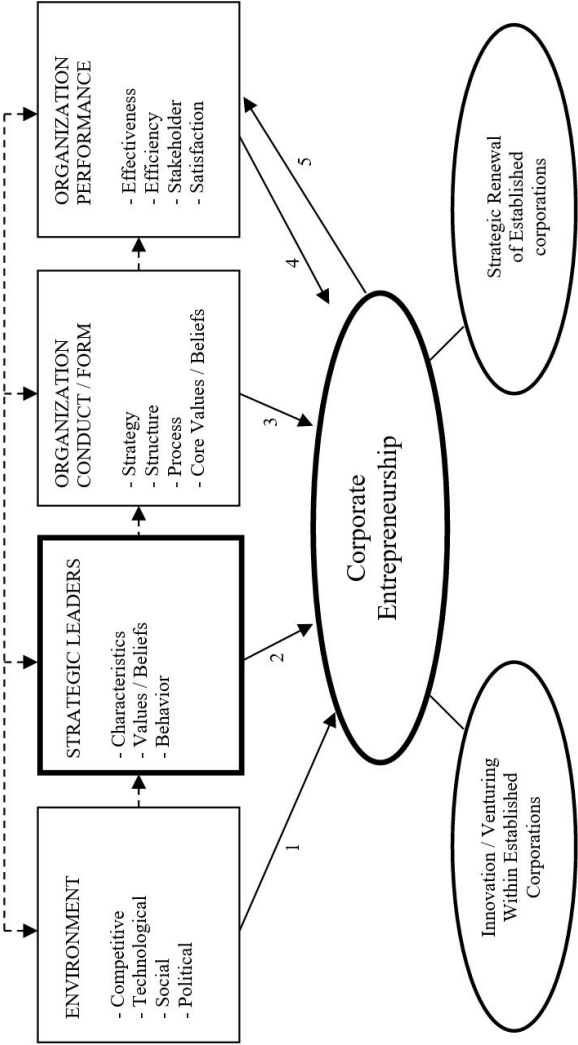 ENVIRONMENT
- Competitive
- Technological
- Social
- Political
STRATEGIC LEADERS
- Characteristics
- Values / Beliefs
- Behavior
ORGANIZATION
CONDUCT / FORM
- Strategy
- Structure
- Process
- Core Values / Beliefs
ORGANIZATION
PERFORMANCE
- Effectiveness
- Efficiency
- Stakeholder
- Satisfaction
1
2
3
4
5
Corporate
Entrepreneurship
Innovation / Venturing
Within Established
Corporations
Strategic Renewal
of Established
corporations